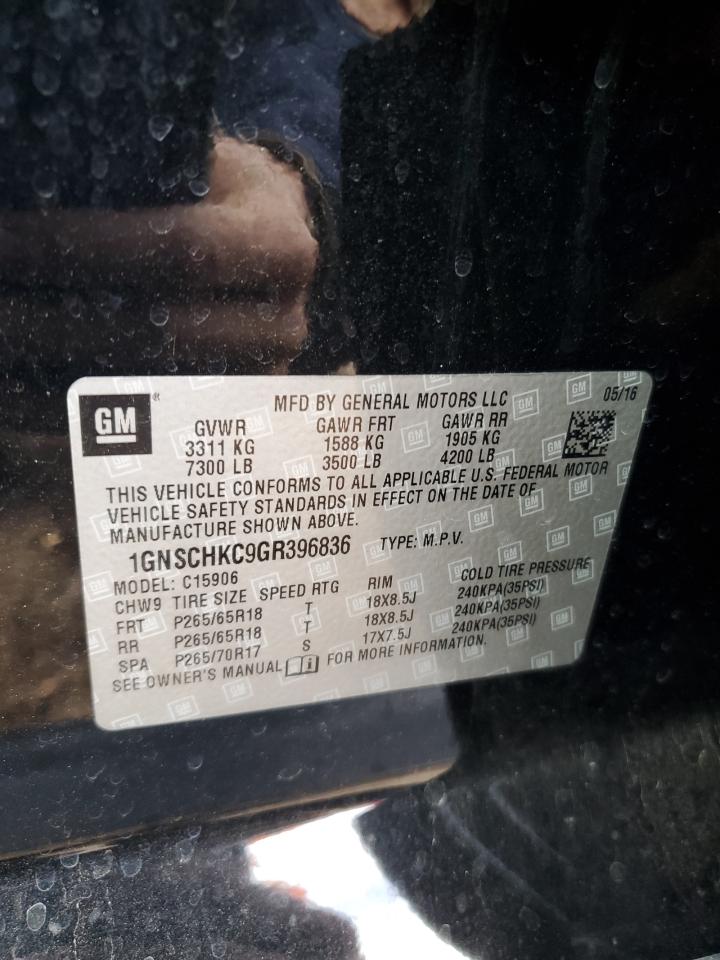 GM®
MFD BY GENERAL MOTORS LLC 05/16
GVWR GAWR FRT GAWR RR
3311 KG 1588 KG 1905 KG
7300 LB 3500 LB 4200 LB
THIS VEHICLE CONFORMS TO ALL APPLICABLE U.S. FEDERAL MOTOR
VEHICLE SAFETY STANDARDS IN EFFECT ON THE DATE OF
MANUFACTURE SHOWN ABOVE.
1GNSCHKC9GR396836 TYPE: M.P.V.
MODEL: C15906
CHW9 TIRE SIZE SPEED RTG RIM COLD TIRE PRESSURE
FRT P265/65R18 T 18X8.5J 240KPA(35PSI)
RR P265/65R18 T 18X8.5J 240KPA(35PSI)
SPA P265/70R17 S 17X7.5J 240KPA(35PSI)
SEE OWNER'S MANUAL i FOR MORE INFORMATION.